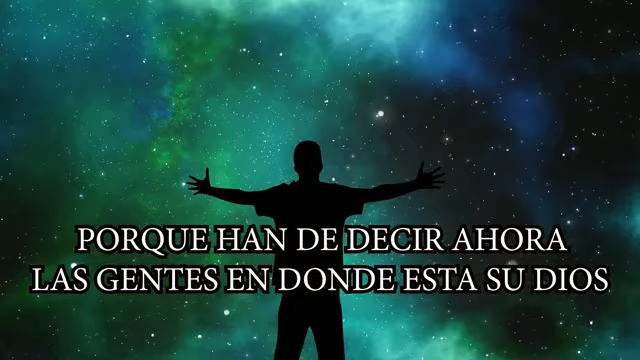 PORQUE HAN DE DECIR AHORA
LAS GENTES EN DONDE ESTA SU DIOS